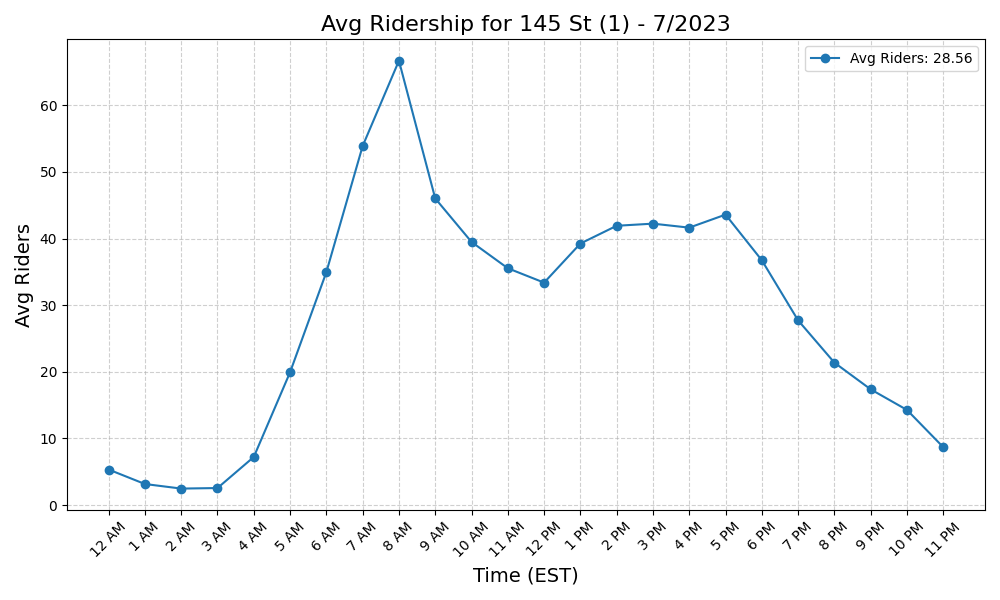 Avg Ridership for 145 St (1) - 7/2023
Avg Riders: 28.56
Avg Riders
60
50
40
30
20
10
0
12 AM
1 AM
2 AM
3 AM
4 AM
5 AM
6 AM
7 AM
8 AM
9 AM
10 AM
11 AM
12 PM
1 PM
2 PM
3 PM
4 PM
5 PM
6 PM
7 PM
8 PM
9 PM
10 PM
11 PM
Time (EST)